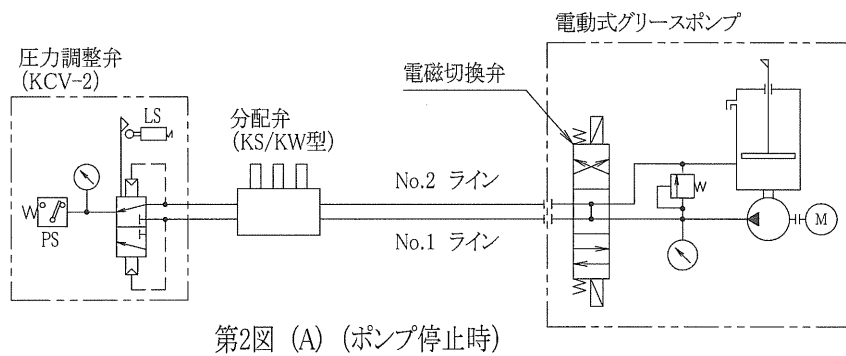 電動式グリースポンプ
圧力調整弁
(KCV-2)
電磁切換弁
LS
分配弁
(KS/KW型)
No.2 ライン
PS
No.1 ライン
M
第2図 (A) (ポンプ停止時)